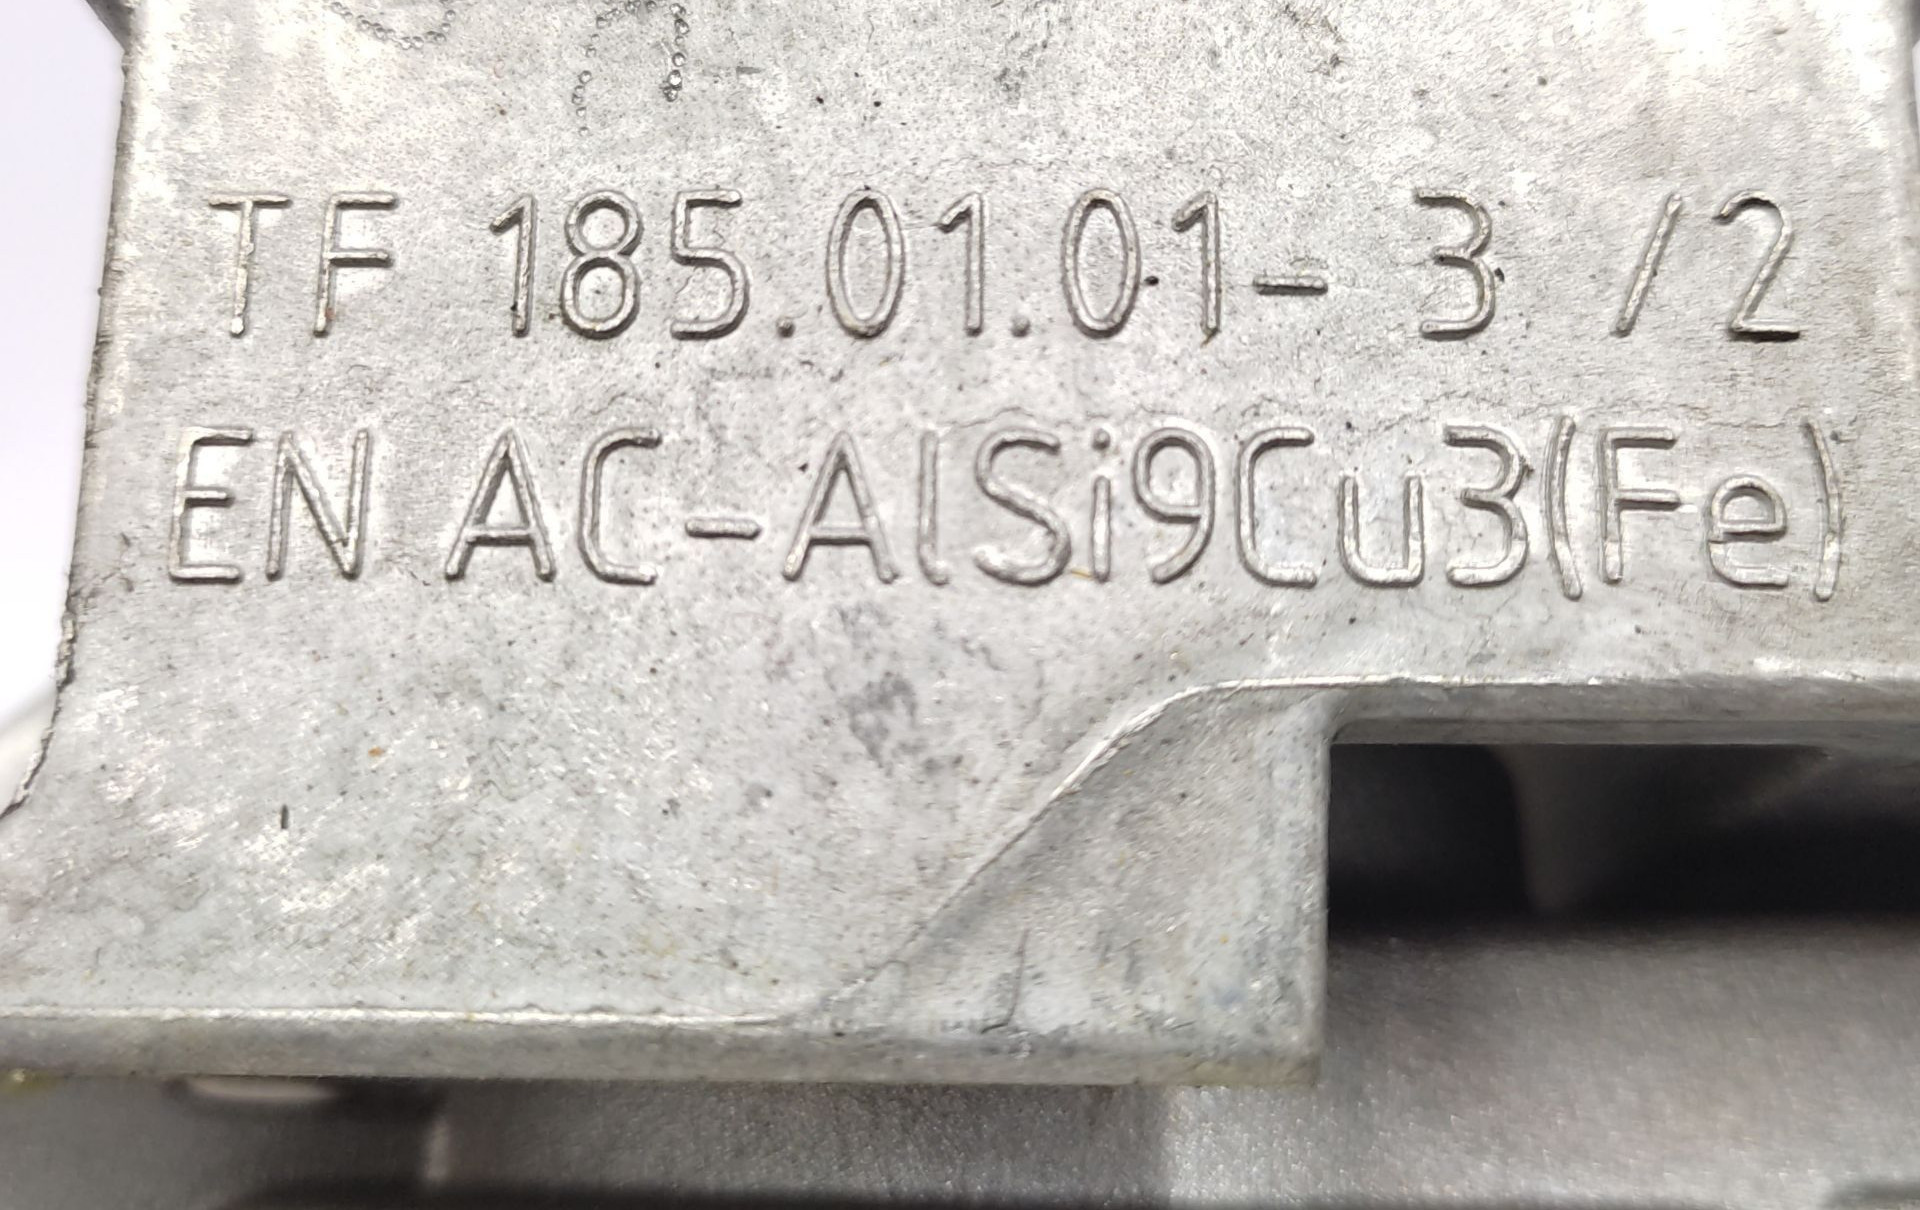 TF 185.01.01- 3 /2
EN AC-AlSi9Cu3(Fe)